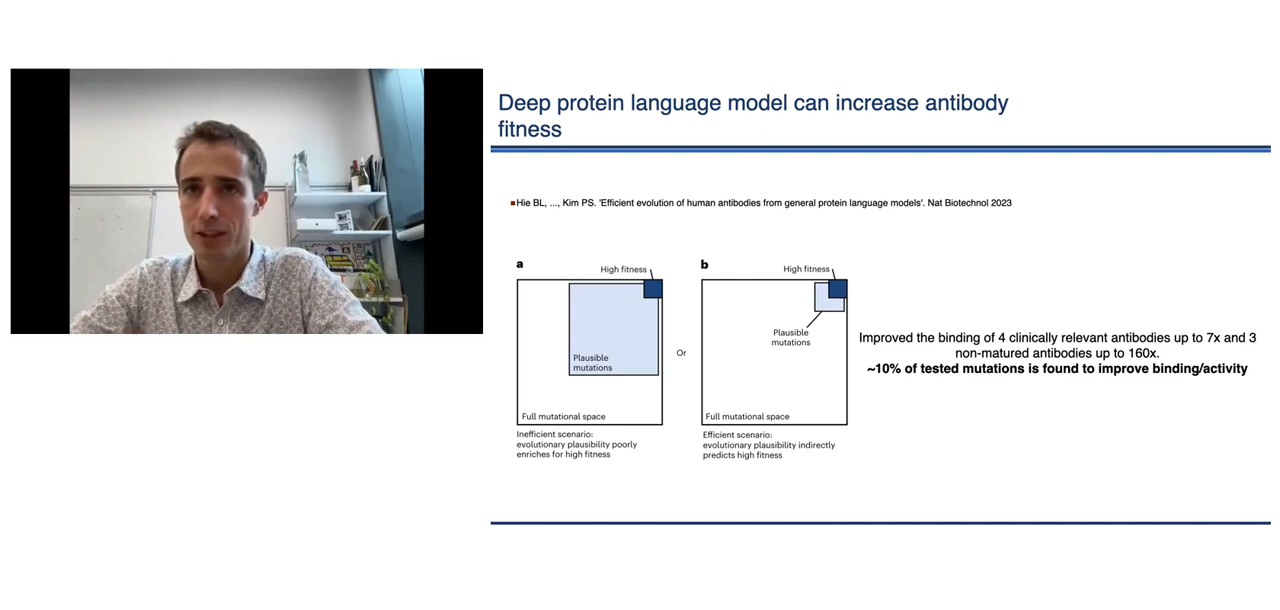 Deep protein language model can increase antibody
fitness
Hie BL, ..., Kim PS. 'Efficient evolution of human antibodies from general protein language models'. Nat Biotechnol 2023
a
High fitness
Plausible
mutations
Full mutational space
Inefficient scenario:
evolutionary plausibility poorly
enriches for high fitness
Or
b
High fitness
Plausible
mutations
Full mutational space
Efficient scenario:
evolutionary plausibility indirectly
predicts high fitness
Improved the binding of 4 clinically relevant antibodies up to 7x and 3
non-matured antibodies up to 160x.
~10% of tested mutations is found to improve binding/activity